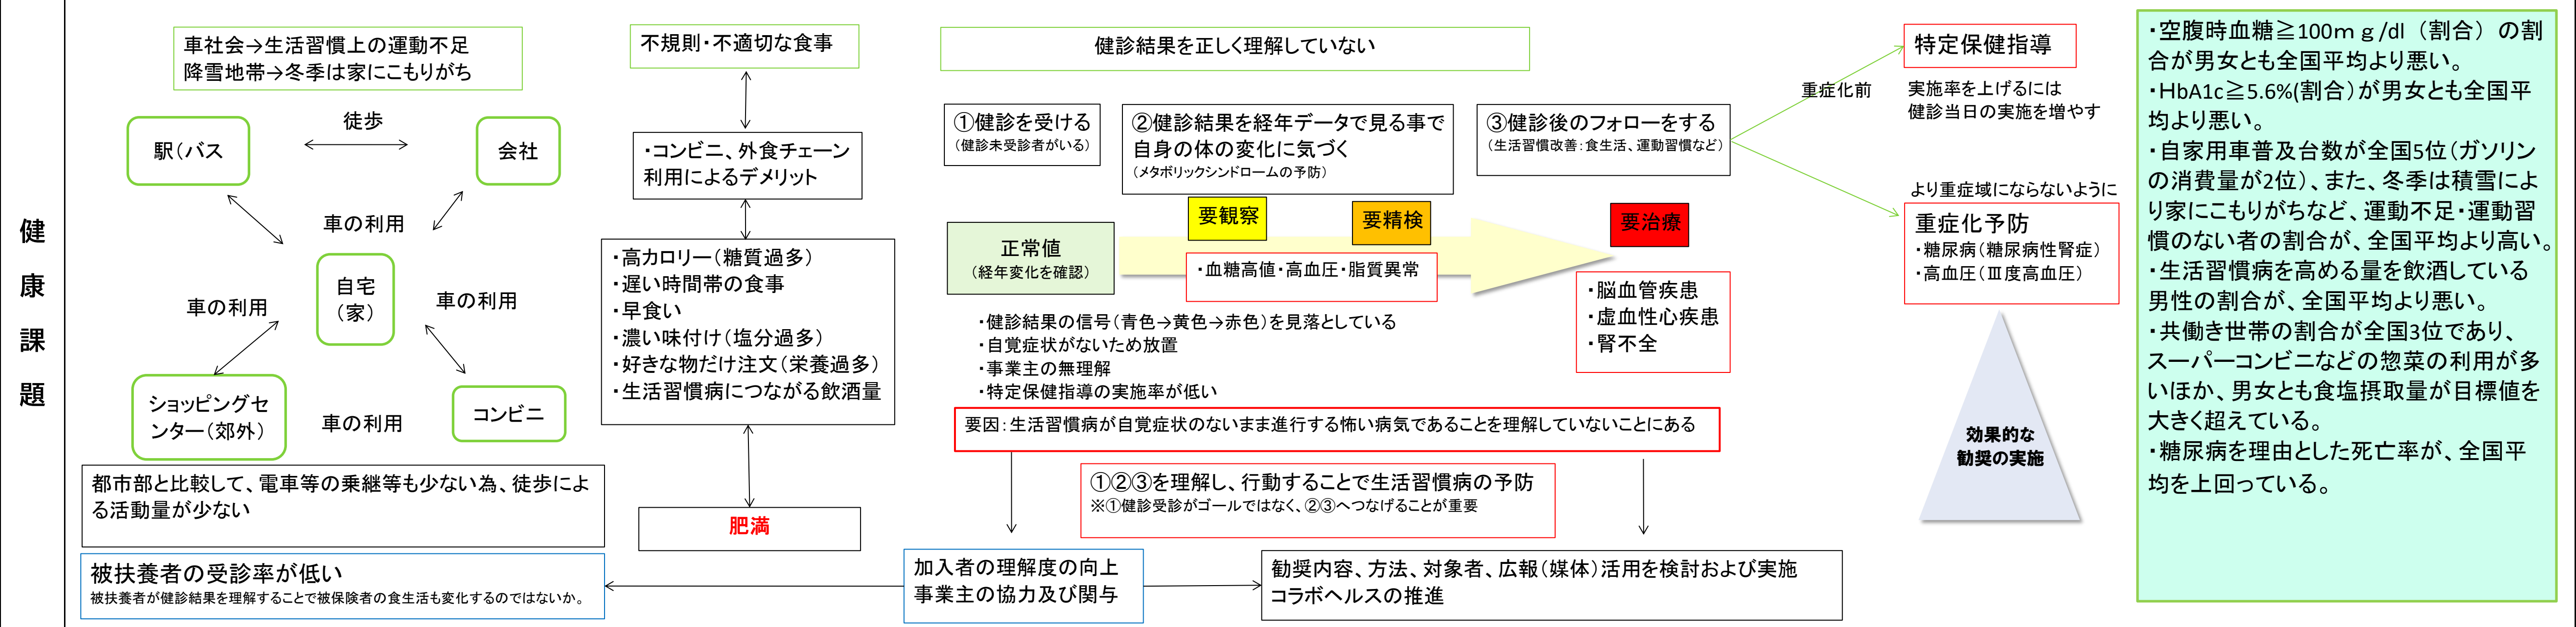 健康課題
車社会→生活習慣上の運動不足
降雪地帯→冬季は家にこもりがち
徒歩
駅(バス
会社
車の利用
自宅
(家)
車の利用
車の利用
ショッピングセ
ンター(郊外)
車の利用
コンビニ
都市部と比較して、電車等の乗継等も少ない為、徒歩によ
る活動量が少ない
被扶養者の受診率が低い
被扶養者が健診結果を理解することで被保険者の食生活も変化するのではないか。
不規則・不適切な食事
・コンビニ、外食チェーン
利用によるデメリット
・高カロリー(糖質過多)
・遅い時間帯の食事
・早食い
・濃い味付け(塩分過多)
・好きな物だけ注文(栄養過多)
・生活習慣病につながる飲酒量
肥満
健診結果を正しく理解していない
①健診を受ける
(健診未受診者がいる)
②健診結果を経年データで見る事で
自身の体の変化に気づく
(メタボリックシンドロームの予防)
③健診後のフォローをする
(生活習慣改善:食生活、運動習慣など)
正常値
(経年変化を確認)
要観察
要精検
要治療
・血糖高値・高血圧・脂質異常
・脳血管疾患
・虚血性心疾患
・腎不全
・健診結果の信号(青色→黄色→赤色)を見落としている
・自覚症状がないため放置
・事業主の無理解
・特定保健指導の実施率が低い
要因:生活習慣病が自覚症状のないまま進行する怖い病気であることを理解していないことにある
①②③を理解し、行動することで生活習慣病の予防
※①健診受診がゴールではなく、②③へつなげることが重要
加入者の理解度の向上
事業主の協力及び関与
勧奨内容、方法、対象者、広報(媒体)活用を検討および実施
コラボヘルスの推進
重症化前
特定保健指導
実施率を上げるには
健診当日の実施を増やす
より重症域にならないように
重症化予防
・糖尿病(糖尿病性腎症)
・高血圧(Ⅲ度高血圧)
効果的な
勧奨の実施
・空腹時血糖≧100mg/dl(割合)の割
合が男女とも全国平均より悪い。
・HbA1c≧5.6%(割合)が男女とも全国平
均より悪い。
・自家用車普及台数が全国5位(ガソリン
の消費量が2位)、また、冬季は積雪によ
り家にこもりがちなど、運動不足・運動習
慣のない者の割合が、全国平均より高い。
・生活習慣病を高める量を飲酒している
男性の割合が、全国平均より悪い。
・共働き世帯の割合が全国3位であり、
スーパーコンビニなどの惣菜の利用が多
いほか、男女とも食塩摂取量が目標値を
大きく超えている。
・糖尿病を理由とした死亡率が、全国平
均を上回っている。